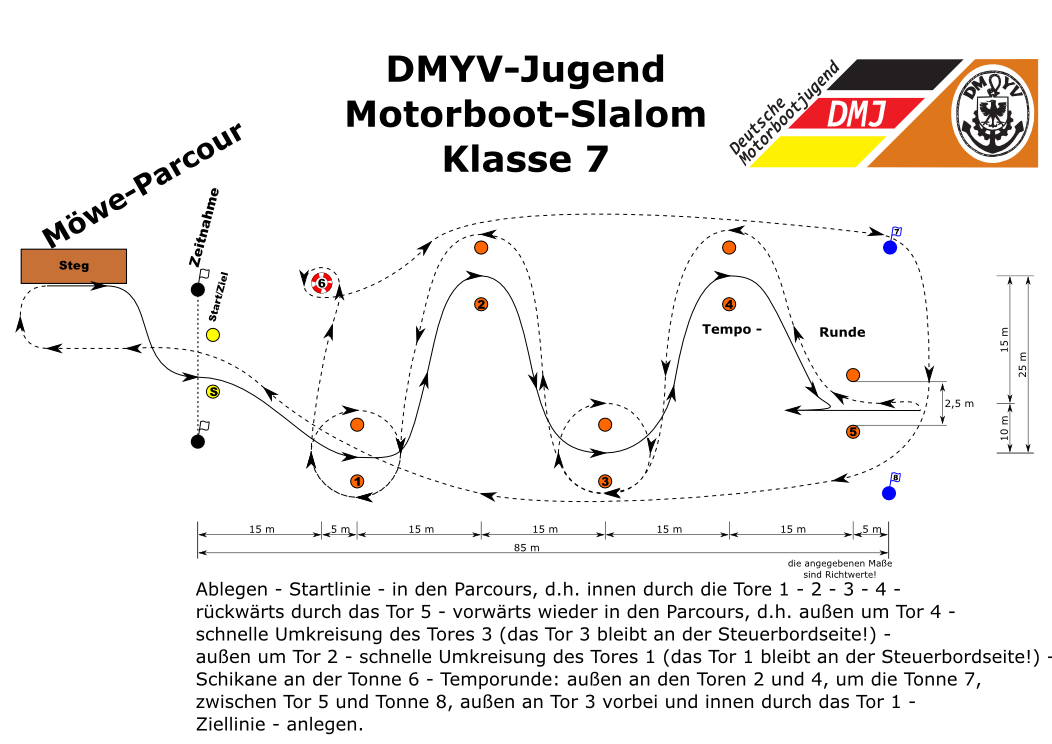 DMYV-Jugend
Motorboot-Slalom
Klasse 7
Deutsche
Motorbootjugend
DMJ
DMYV
Möwe-Parcour
Steg
Zeitnahme
Start/Ziel
S
6
2
4
7
Tempo - Runde
1
3
5
8
2,5 m
15 m
25 m
10 m
15 m 5 m 15 m 15 m 15 m 15 m 5 m
85 m
die angegebenen Maße
sind Richtwerte!
Ablegen - Startlinie - in den Parcours, d.h. innen durch die Tore 1 - 2 - 3 - 4 -
rückwärts durch das Tor 5 - vorwärts wieder in den Parcours, d.h. außen um Tor 4 -
schnelle Umkreisung des Tores 3 (das Tor 3 bleibt an der Steuerbordseite!) -
außen um Tor 2 - schnelle Umkreisung des Tores 1 (das Tor 1 bleibt an der Steuerbordseite!) -
Schikane an der Tonne 6 - Temporunde: außen an den Toren 2 und 4, um die Tonne 7,
zwischen Tor 5 und Tonne 8, außen an Tor 3 vorbei und innen durch das Tor 1 -
Ziellinie - anlegen.